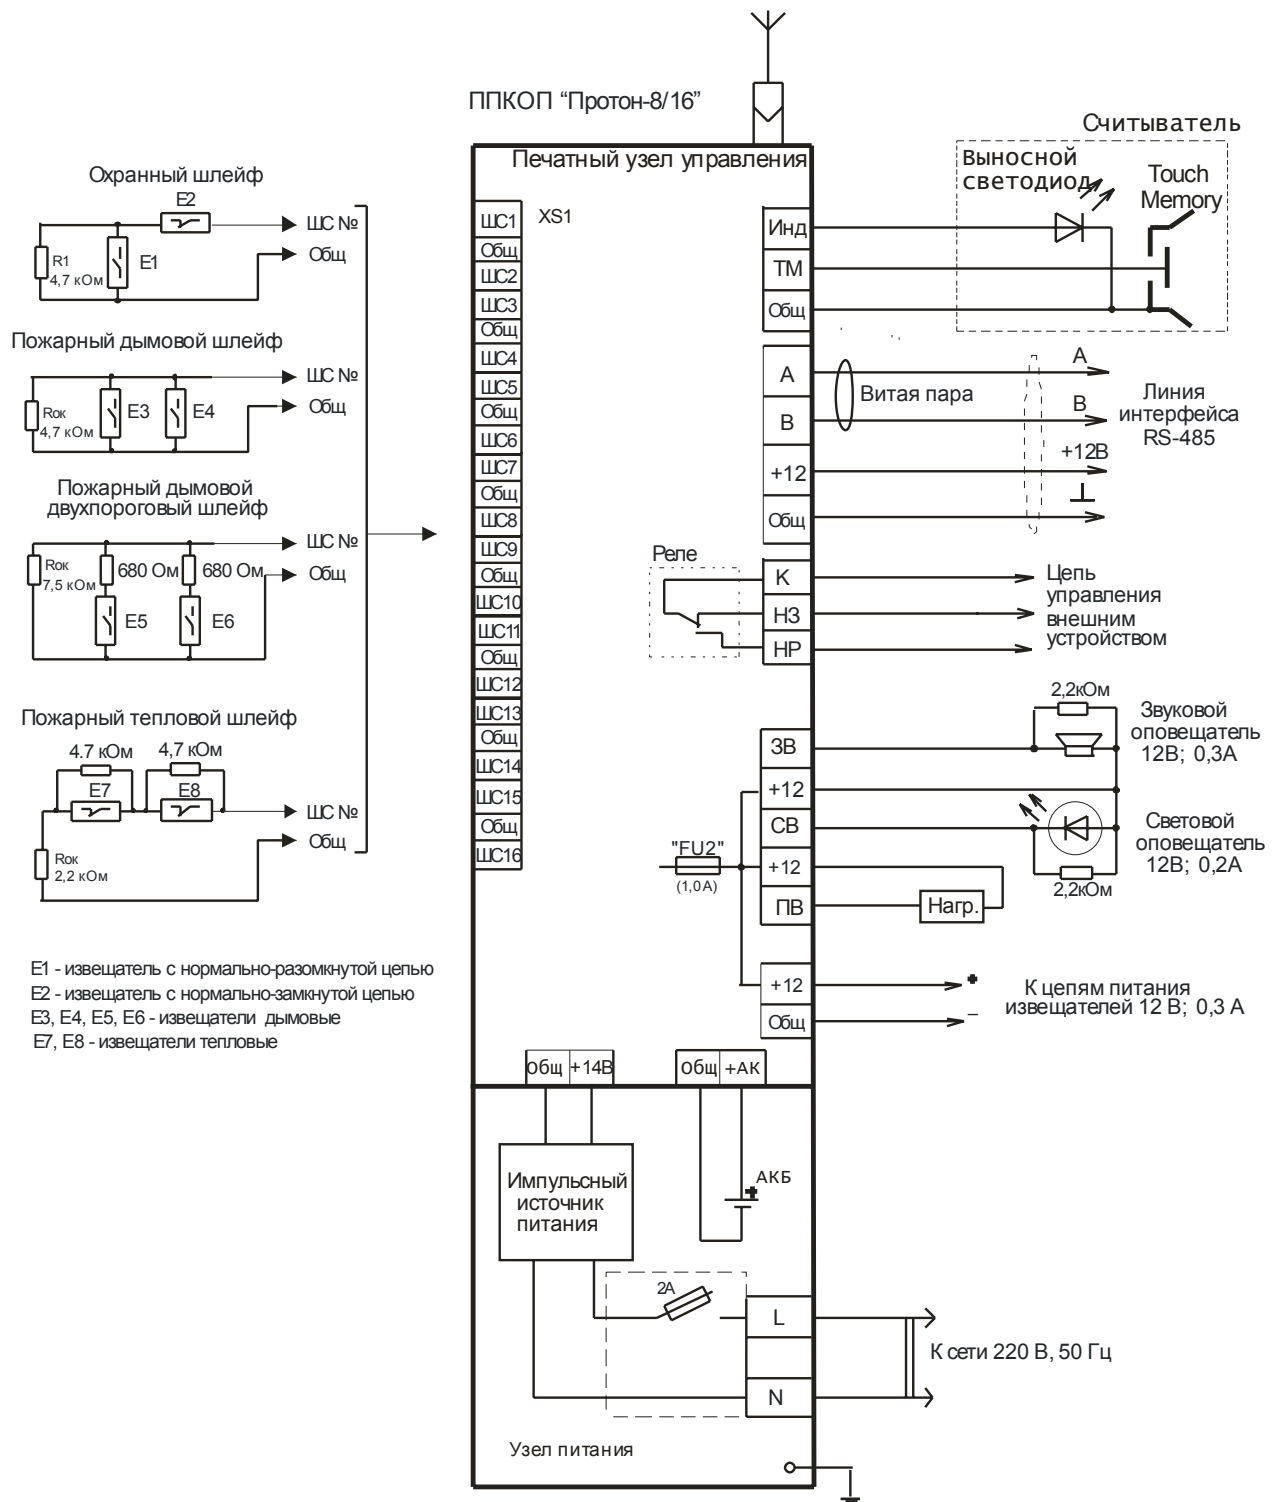 ППКОП “Протон-8/16”
Печатный узел управления
Охранный шлейф
E2
R1
4,7 кОм
E1
ШС №
Общ
Пожарный дымовой шлейф
Rок
4,7 кОм
E3
E4
ШС №
Общ
Пожарный дымовой
двухпороговый шлейф
Rок
7,5 кОм
680 Ом
680 Ом
E5
E6
ШС №
Общ
Пожарный тепловой шлейф
4.7 кОм
4,7 кОм
E7
E8
Rок
2,2 кОм
ШС №
Общ
E1 - извещатель с нормально-разомкнутой цепью
E2 - извещатель с нормально-замкнутой цепью
E3, E4, E5, E6 - извещатели дымовые
E7, E8 - извещатели тепловые
XS1
ШС1
Общ
ШС2
ШС3
Общ
ШС4
ШС5
Общ
ШС6
ШС7
Общ
ШС8
ШС9
Общ
ШС10
ШС11
Общ
ШС12
ШС13
Общ
ШС14
ШС15
Общ
ШС16
Инд
ТМ
Общ
Считыватель
Выносной
светодиод
Touch
Memory
А
В
+12
Общ
Витая пара
А
В
+12В
Линия
интерфейса
RS-485
Реле
К
НЗ
НР
Цепь
управления
внешним
устройством
ЗВ
+12
СВ
+12
ПВ
"FU2"
(1,0А)
2,2кОм
Звуковой
оповещатель
12В; 0,3А
Световой
оповещатель
12В; 0,2А
2,2кОм
Нагр.
+12
Общ
+
–
К цепям питания
извещателей 12 В; 0,3 А
Общ
+14В
Общ
+АК
Импульсный
источник
питания
+
АКБ
2А
L
N
К сети 220 В, 50 Гц
Узел питания